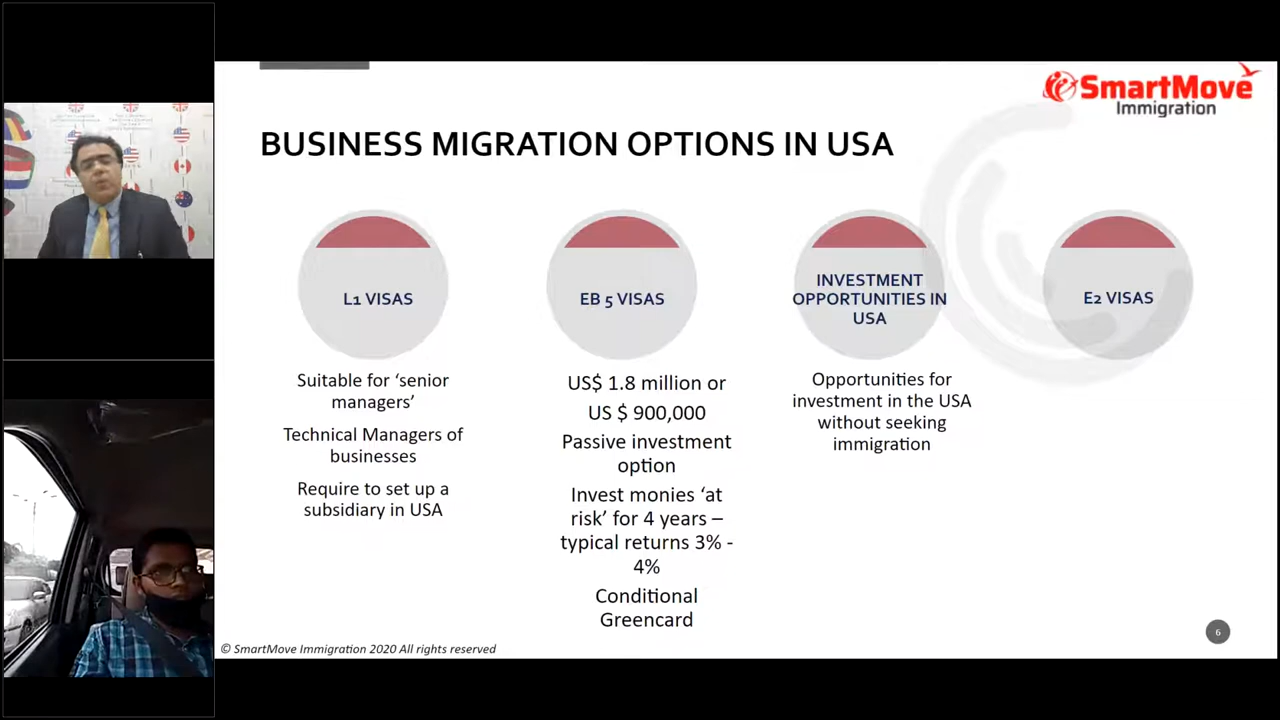 SmartMove
Immigration
BUSINESS MIGRATION OPTIONS IN USA
L1 VISAS
Suitable for ‘senior
managers’
Technical Managers of
businesses
Require to set up a
subsidiary in USA
EB 5 VISAS
US$ 1.8 million or
US $ 900,000
Passive investment
option
Invest monies ‘at
risk’ for 4 years –
typical returns 3% -
4%
Conditional
Greencard
INVESTMENT
OPPORTUNITIES IN
USA
Opportunities for
investment in the USA
without seeking
immigration
E2 VISAS
6
© SmartMove Immigration 2020 All rights reserved